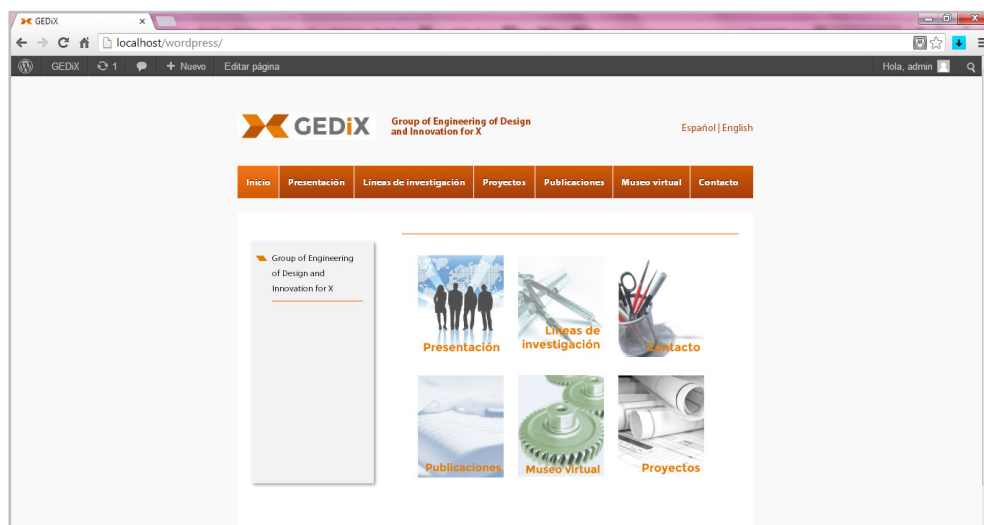 GEDiX
localhost/wordpress/
GEDiX 1 + Nuevo Editar página Hola, admin
GEDiX
Group of Engineering of Design
and Innovation for X
Español | English
Inicio Presentación Líneas de investigación Proyectos Publicaciones Museo virtual Contacto
Group of Engineering
of Design and
Innovation for X
Presentación
Líneas de
investigación
Contacto
Publicaciones
Museo virtual
Proyectos